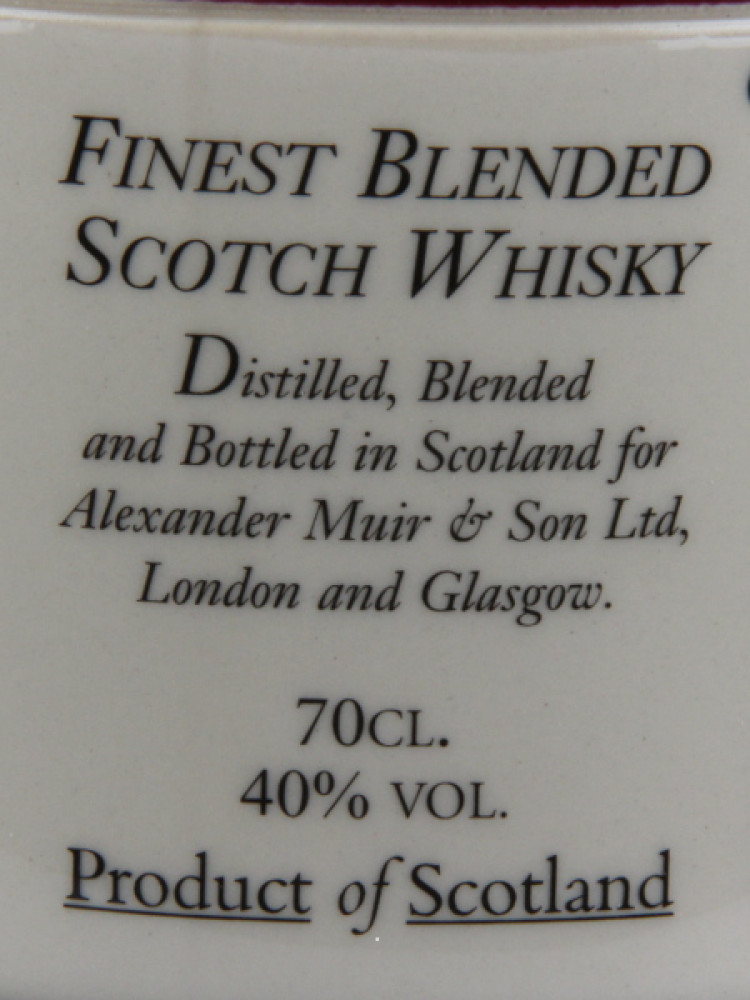 FINEST BLENDED
SCOTCH WHISKY
Distilled, Blended
and Bottled in Scotland for
Alexander Muir & Son Ltd,
London and Glasgow.
70CL.
40% VOL.
Product of Scotland